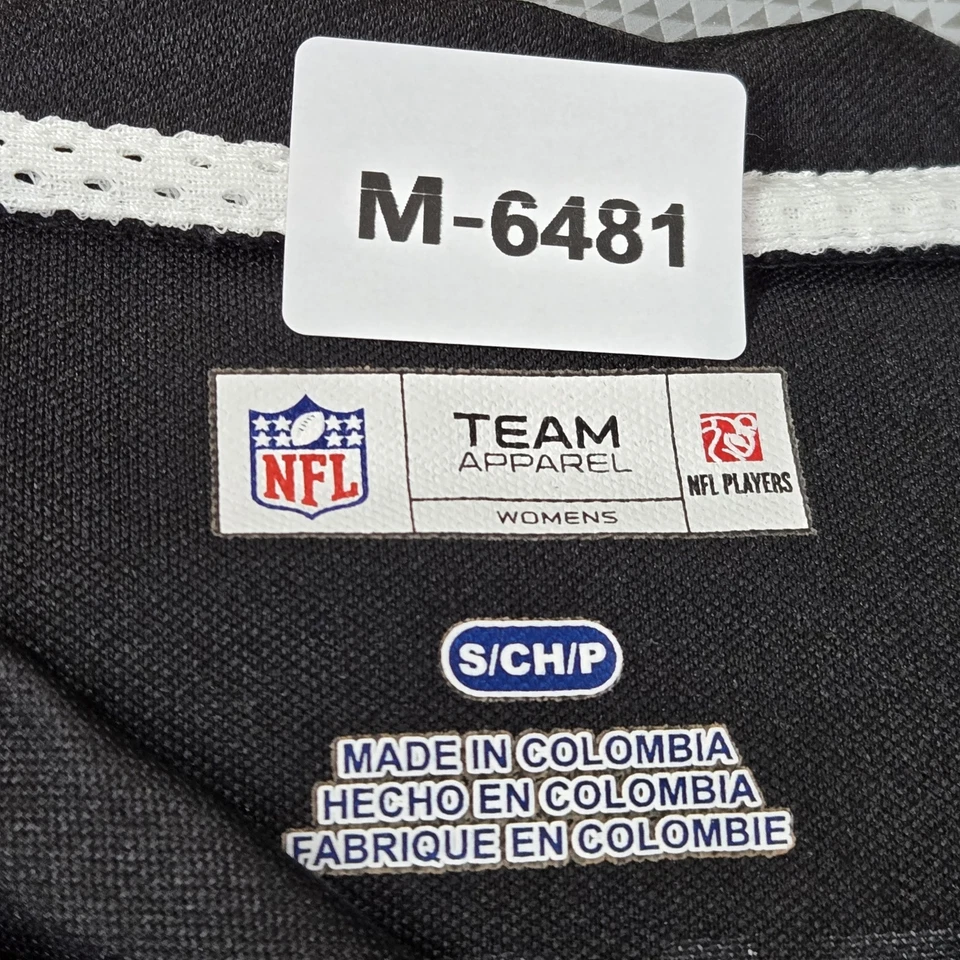 M-6481
NFL
TEAM
APPAREL
WOMENS
NFL PLAYERS
S/CH/P
MADE IN COLOMBIA
HECHO EN COLOMBIA
FABRIQUE EN COLOMBIE